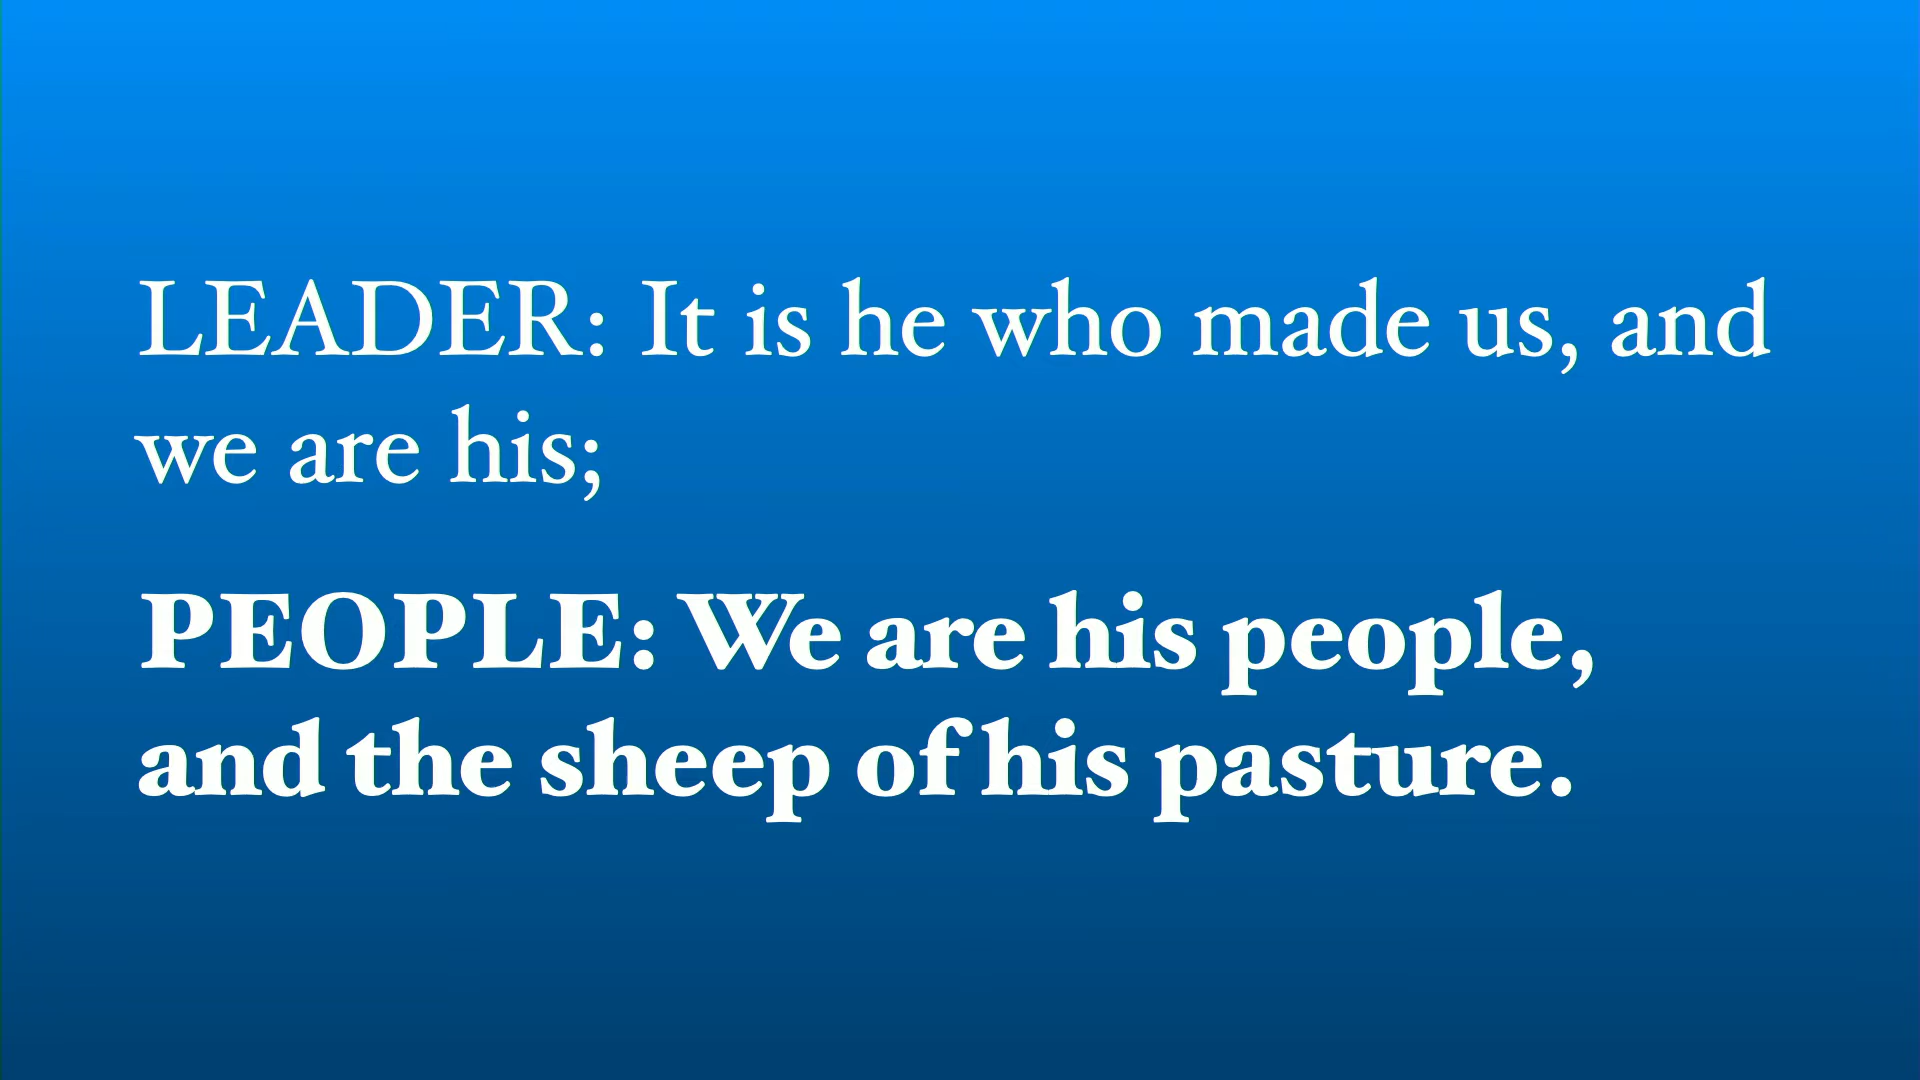 LEADER: It is he who made us, and
we are his;
PEOPLE: We are his people,
and the sheep of his pasture.